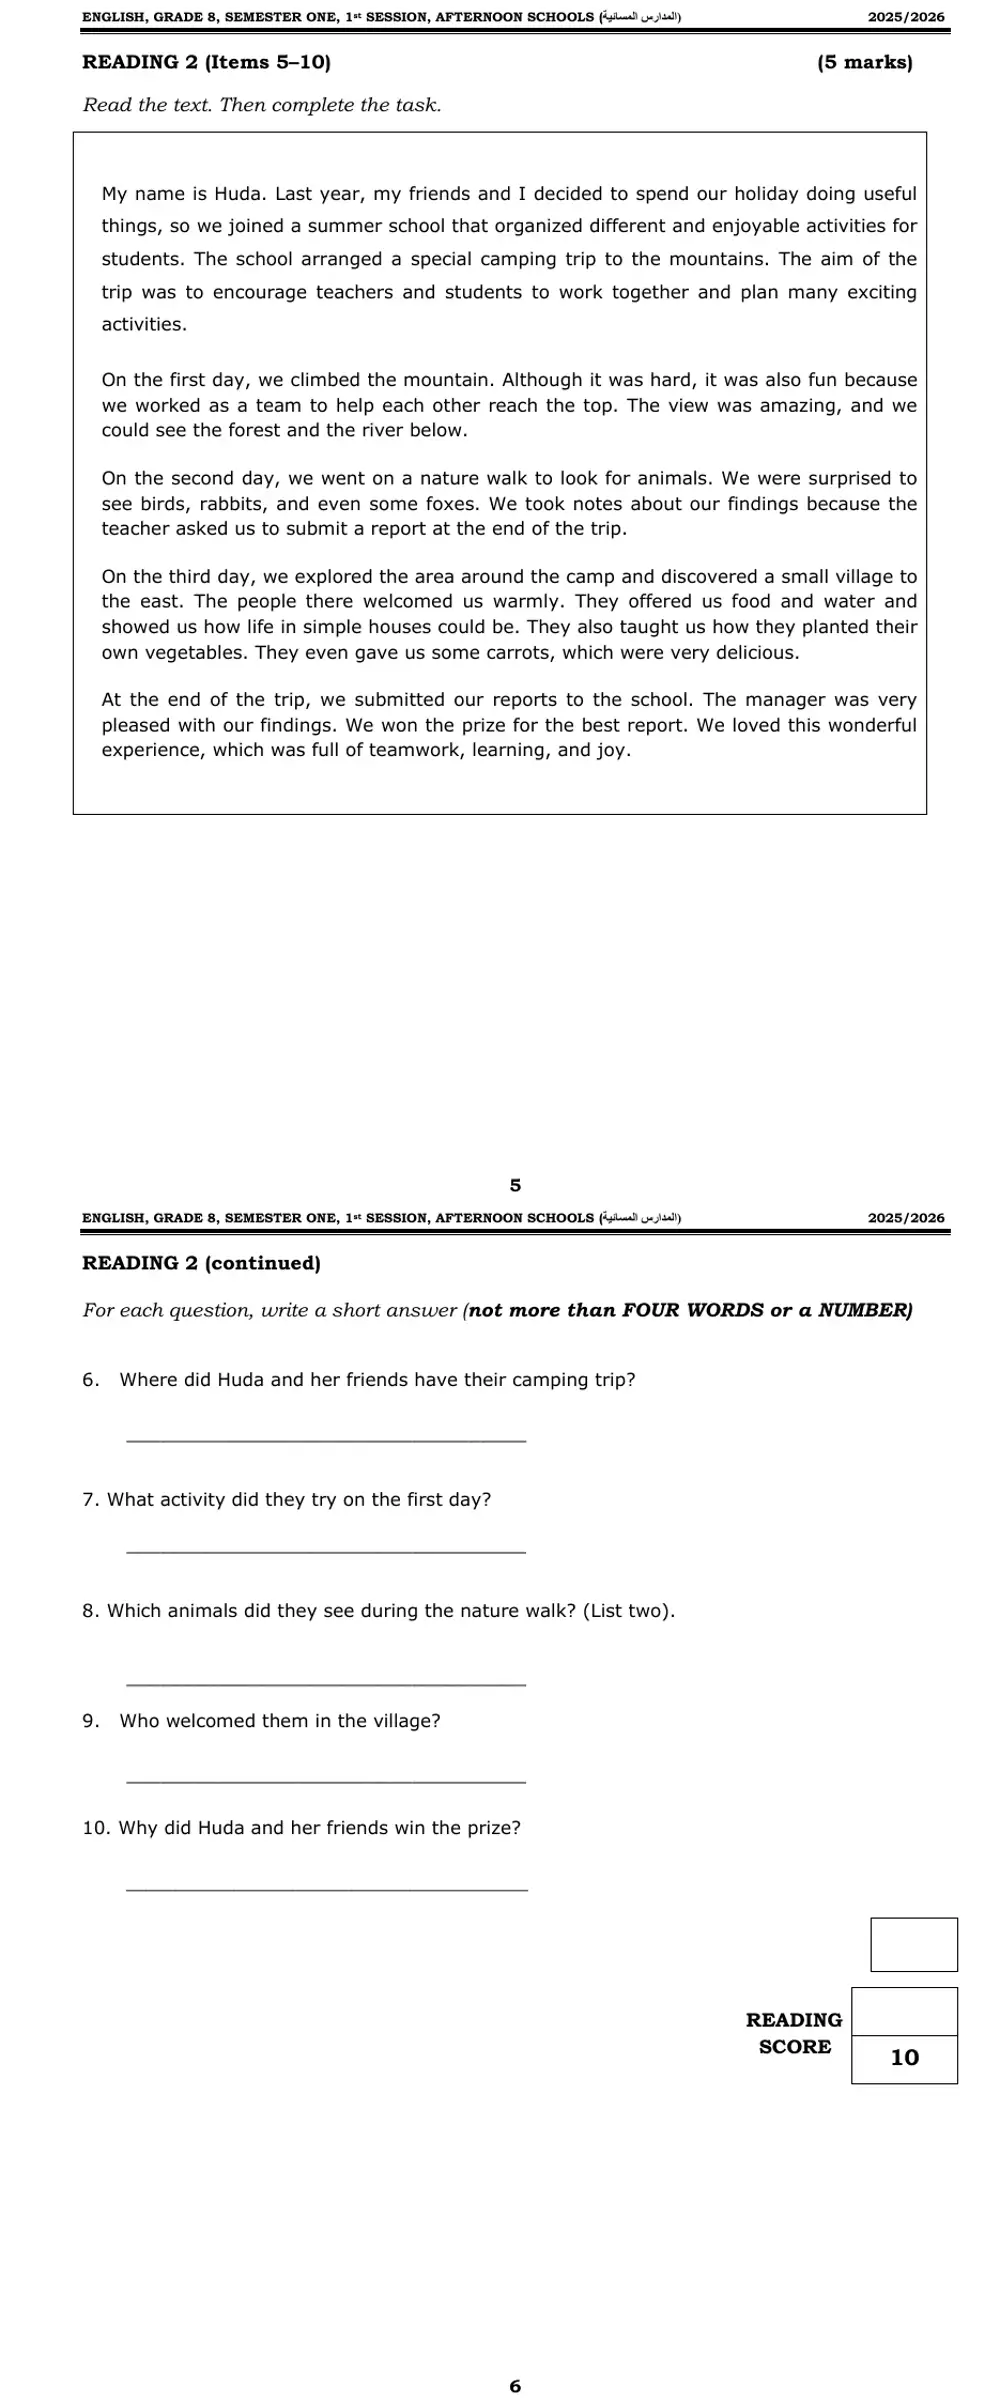 ENGLISH, GRADE 8, SEMESTER ONE, 1st SESSION, AFTERNOON SCHOOLS (المدارس المسائية) 2025/2026
READING 2 (Items 5–10) (5 marks)
Read the text. Then complete the task.
My name is Huda. Last year, my friends and I decided to spend our holiday doing useful
things, so we joined a summer school that organized different and enjoyable activities for
students. The school arranged a special camping trip to the mountains. The aim of the
trip was to encourage teachers and students to work together and plan many exciting
activities.
On the first day, we climbed the mountain. Although it was hard, it was also fun because
we worked as a team to help each other reach the top. The view was amazing, and we
could see the forest and the river below.
On the second day, we went on a nature walk to look for animals. We were surprised to
see birds, rabbits, and even some foxes. We took notes about our findings because the
teacher asked us to submit a report at the end of the trip.
On the third day, we explored the area around the camp and discovered a small village to
the east. The people there welcomed us warmly. They offered us food and water and
showed us how life in simple houses could be. They also taught us how they planted their
own vegetables. They even gave us some carrots, which were very delicious.
At the end of the trip, we submitted our reports to the school. The manager was very
pleased with our findings. We won the prize for the best report. We loved this wonderful
experience, which was full of teamwork, learning, and joy.
5
ENGLISH, GRADE 8, SEMESTER ONE, 1st SESSION, AFTERNOON SCHOOLS (المدارس المسائية) 2025/2026
READING 2 (continued)
For each question, write a short answer (not more than FOUR WORDS or a NUMBER)
6. Where did Huda and her friends have their camping trip?
7. What activity did they try on the first day?
8. Which animals did they see during the nature walk? (List two).
9. Who welcomed them in the village?
10. Why did Huda and her friends win the prize?
READING
SCORE
10
6